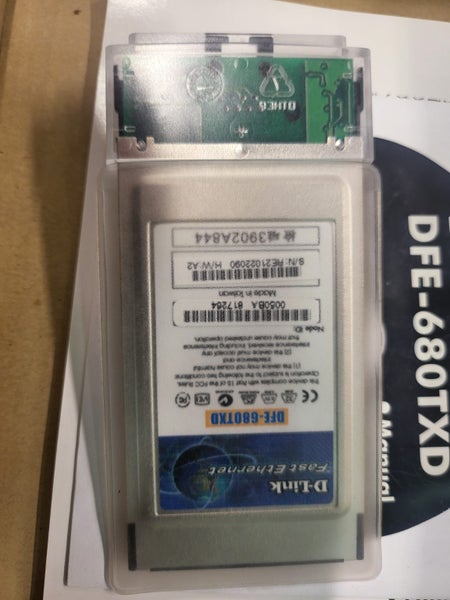 D-Link
Fast Ethernet
DFE-680TXD
this device complies with Part 15 of FCC Rules.
Operation is subject to the following two conditions:
(1) this device may not cause harmful
interference and
(2) this device must accept any
interference received, including interference
that may cause undesired operation.
Node ID:
0050BA 817264
Made in Taiwan
S/N: RE21022090 H/W: A2
3902A844
DFE-680TXD
Manual